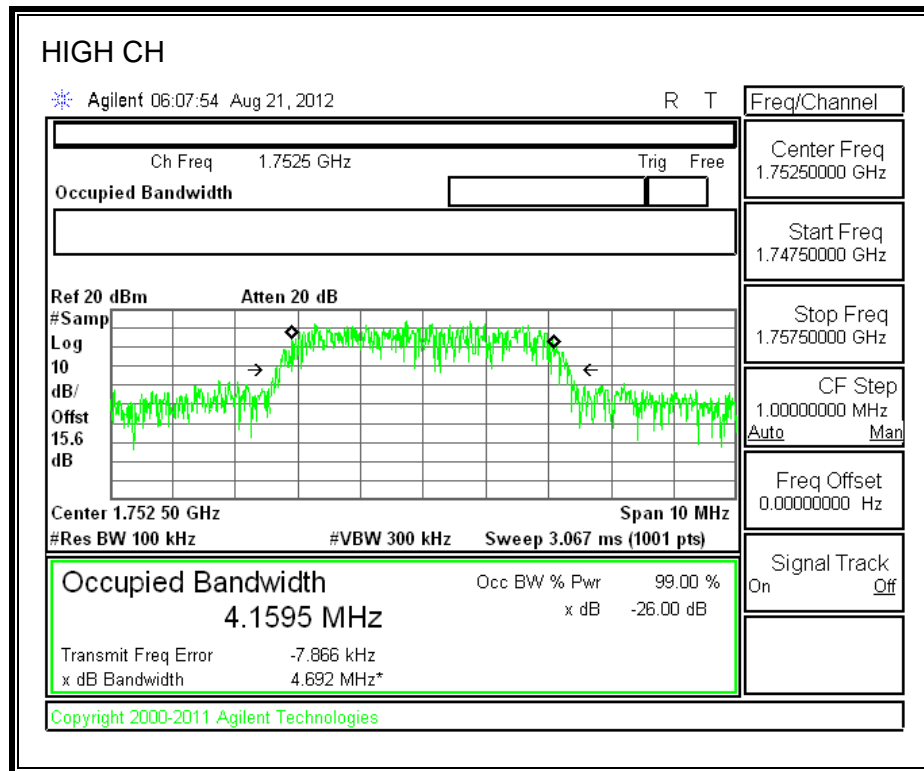 HIGH CH
Agilent 06:07:54 Aug 21, 2012 R T
Freq/Channel
Ch Freq 1.7525 GHz Trig Free
Occupied Bandwidth
Center Freq
1.75250000 GHz
Start Freq
1.74750000 GHz
Stop Freq
1.75750000 GHz
CF Step
1.00000000 MHz
Auto Man
Freq Offset
0.00000000 Hz
Signal Track
On Off
Ref 20 dBm Atten 20 dB
#Samp
Log
10
dB/
Offst
15.6
dB
Center 1.752 50 GHz Span 10 MHz
#Res BW 100 kHz #VBW 300 kHz Sweep 3.067 ms (1001 pts)
Occupied Bandwidth Occ BW % Pwr 99.00 %
4.1595 MHz x dB -26.00 dB
Transmit Freq Error -7.866 kHz
x dB Bandwidth 4.692 MHz*
Copyright 2000-2011 Agilent Technologies